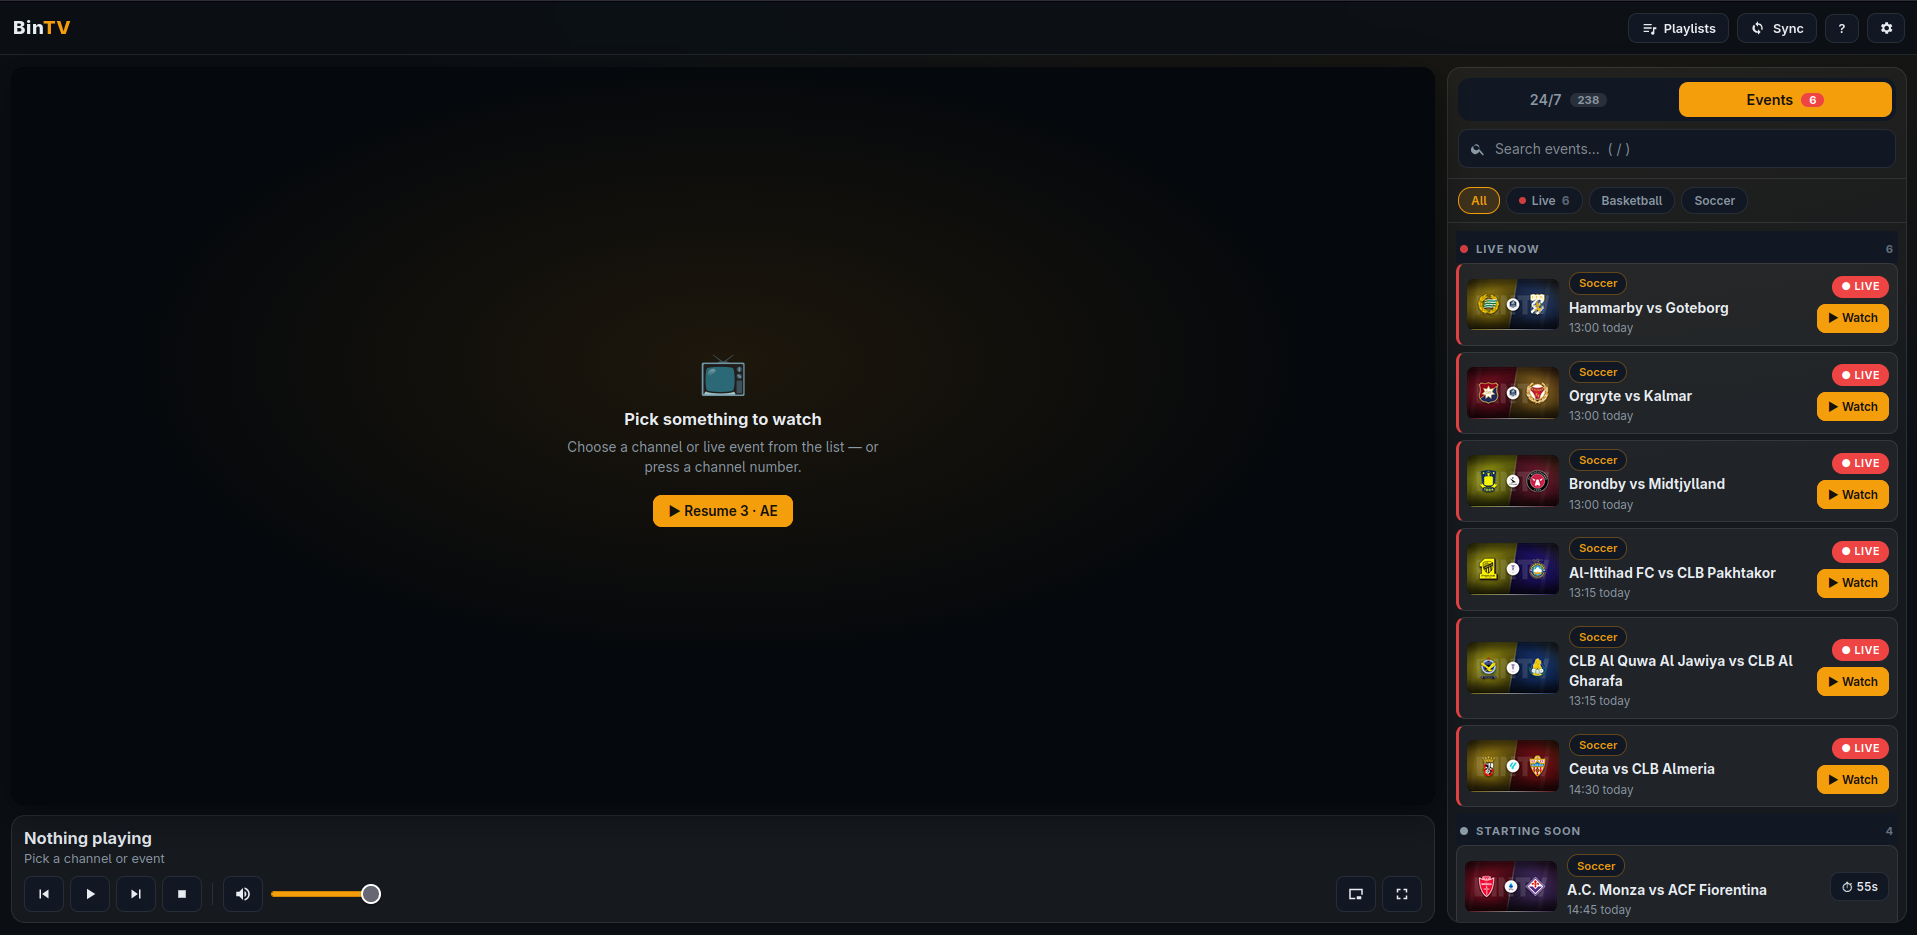 BinTV
Playlists
Sync
?
24/7 238
Events 6
Search events... ( / )
All
Live 6
Basketball
Soccer
LIVE NOW 6
Soccer
Hammarby vs Goteborg
13:00 today
LIVE
Watch
Soccer
Orgryte vs Kalmar
13:00 today
LIVE
Watch
Soccer
Brondby vs Midtjylland
13:00 today
LIVE
Watch
Soccer
Al-Ittihad FC vs CLB Pakhtakor
13:15 today
LIVE
Watch
Soccer
CLB Al Quwa Al Jawiya vs CLB Al
Gharafa
13:15 today
LIVE
Watch
Soccer
Ceuta vs CLB Almeria
14:30 today
LIVE
Watch
STARTING SOON 4
Soccer
A.C. Monza vs ACF Fiorentina
14:45 today
55s
Pick something to watch
Choose a channel or live event from the list — or
press a channel number.
Resume 3 · AE
Nothing playing
Pick a channel or event